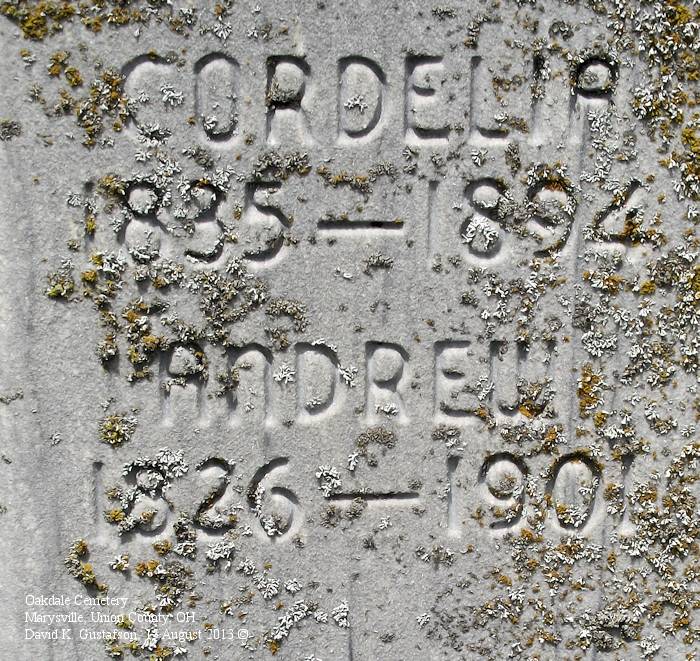 CORDELIA
1835 — 1894
ANDREW
1826 — 1901
Oakdale Cemetery
Marysville, Union County, OH
David K. Gustafson, 13 August 2013 ©